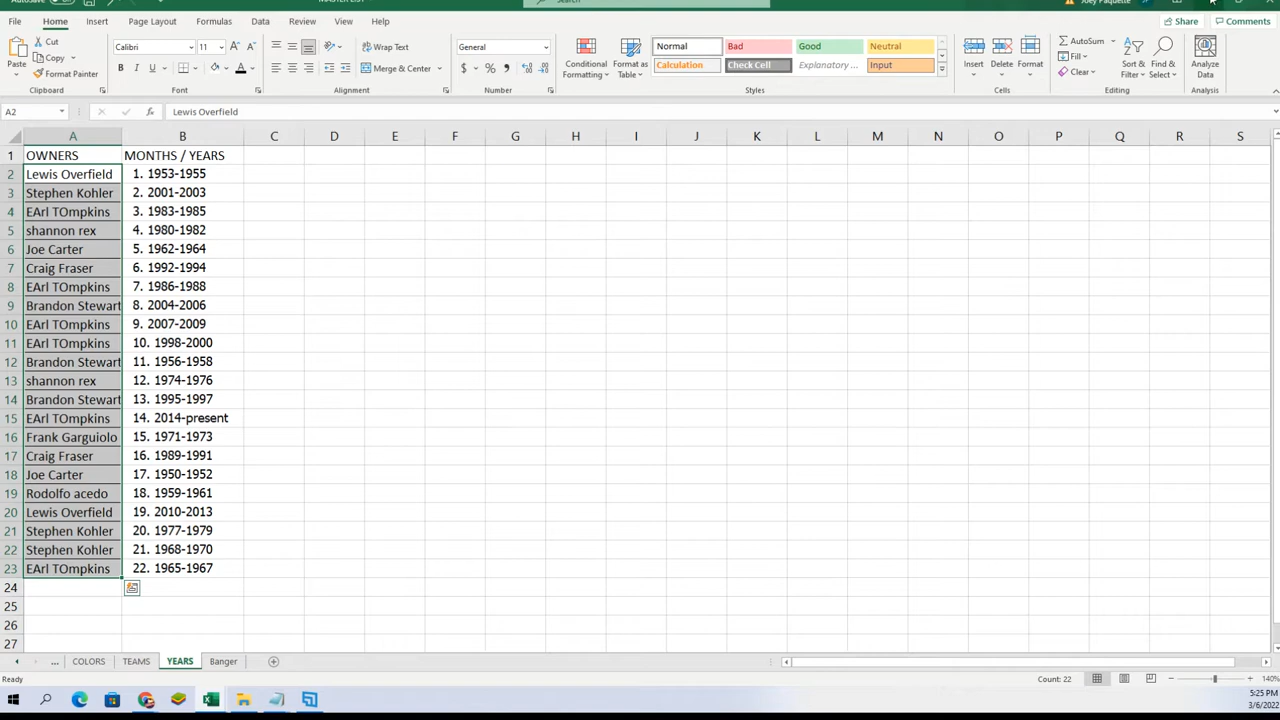 File Home Insert Page Layout Formulas Data Review View Help Share Comments
Cut
Copy
Format Painter
Paste
Calibri 11
Wrap Text
Merge & Center
General
Conditional Formatting
Format as Table
Normal Bad Good Neutral
Calculation Check Cell Explanatory ... Input
Insert Delete Format
AutoSum
Fill
Clear
Sort & Filter
Find & Select
Analyze Data
Clipboard Font Alignment Number Styles Cells Editing Analysis
A2 fx Lewis Overfield
A B C D E F G H I J K L M N O P Q R S
1 OWNERS MONTHS / YEARS
2 Lewis Overfield 1. 1953-1955
3 Stephen Kohler 2. 2001-2003
4 EArl TOmpkins 3. 1983-1985
5 shannon rex 4. 1980-1982
6 Joe Carter 5. 1962-1964
7 Craig Fraser 6. 1992-1994
8 EArl TOmpkins 7. 1986-1988
9 Brandon Stewart 8. 2004-2006
10 EArl TOmpkins 9. 2007-2009
11 EArl TOmpkins 10. 1998-2000
12 Brandon Stewart 11. 1956-1958
13 shannon rex 12. 1974-1976
14 Brandon Stewart 13. 1995-1997
15 EArl TOmpkins 14. 2014-present
16 Frank Garguiolo 15. 1971-1973
17 Craig Fraser 16. 1989-1991
18 Joe Carter 17. 1950-1952
19 Rodolfo acedo 18. 1959-1961
20 Lewis Overfield 19. 2010-2013
21 Stephen Kohler 20. 1977-1979
22 Stephen Kohler 21. 1968-1970
23 EArl TOmpkins 22. 1965-1967
24
25
26
27
... COLORS TEAMS YEARS Banger
Ready Count: 22 140%
5:25 PM
3/6/2022